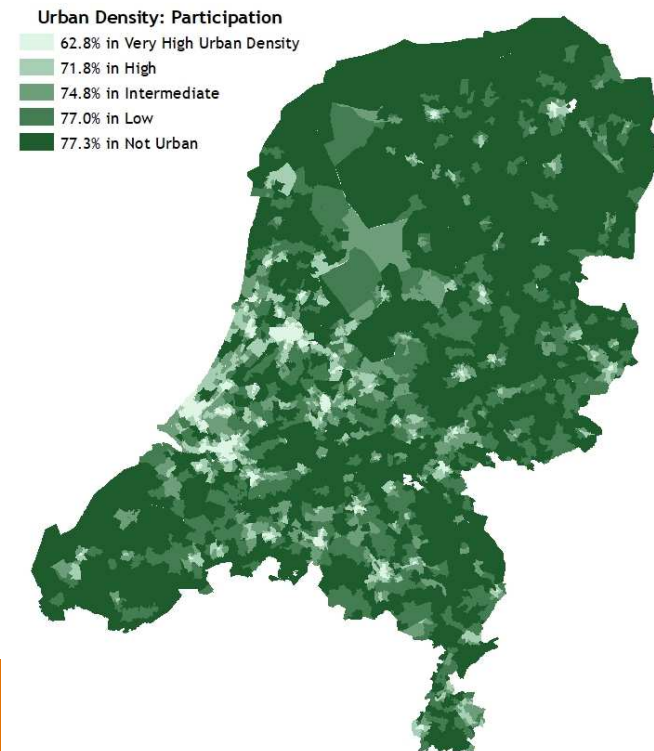 Urban Density: Participation
62.8% in Very High Urban Density
71.8% in High
74.8% in Intermediate
77.0% in Low
77.3% in Not Urban